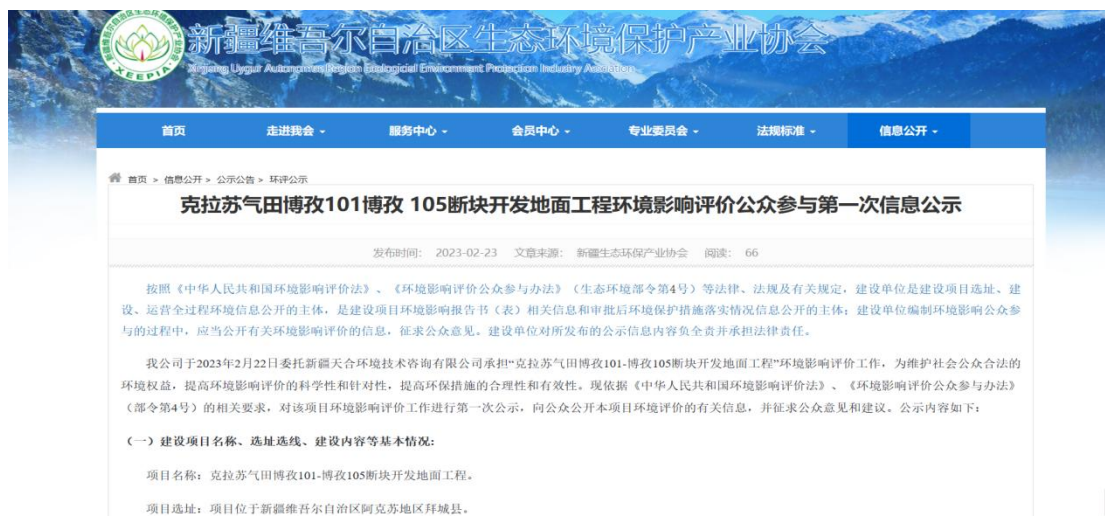 新疆维吾尔自治区生态环境保护产业协会
XEEPIA
首页 走进我会 服务中心 会员中心 专业委员会 法规标准 信息公开
首页 > 信息公开 > 公示公告 > 环评公示
克拉苏气田博孜101博孜 105断块开发地面工程环境影响评价公众参与第一次信息公示
发布时间: 2023-02-23 文章来源: 新疆生态环保产业协会 阅读: 66
按照《中华人民共和国环境影响评价法》、《环境影响评价公众参与办法》（生态环境部令第4号）等法律、法规及有关规定，建设单位是建设项目选址、建
设、运营全过程环境信息公开的主体，是建设项目环境影响报告书（表）相关信息和审批后环境保护措施落实情况信息公开的主体；建设单位编制环境影响公众参
与的过程中，应当公开有关环境影响评价的信息，征求公众意见。建设单位对所发布的公示信息内容负全责并承担法律责任。
我公司于2023年2月22日委托新疆天合环境技术咨询有限公司承担“克拉苏气田博孜101-博孜105断块开发地面工程”环境影响评价工作，为维护社会公众合法的
环境权益，提高环境影响评价的科学性和针对性，提高环保措施的合理性和有效性。现依据《中华人民共和国环境影响评价法》、《环境影响评价公众参与办法》
（部令第4号）的相关要求，对该项目环境影响评价工作进行第一次公示，向公众公开本项目环境评价的有关信息，并征求公众意见和建议。公示内容如下：
（一）建设项目名称、选址选线、建设内容等基本情况：
项目名称：克拉苏气田博孜101-博孜105断块开发地面工程。
项目选址：项目位于新疆维吾尔自治区阿克苏地区拜城县。